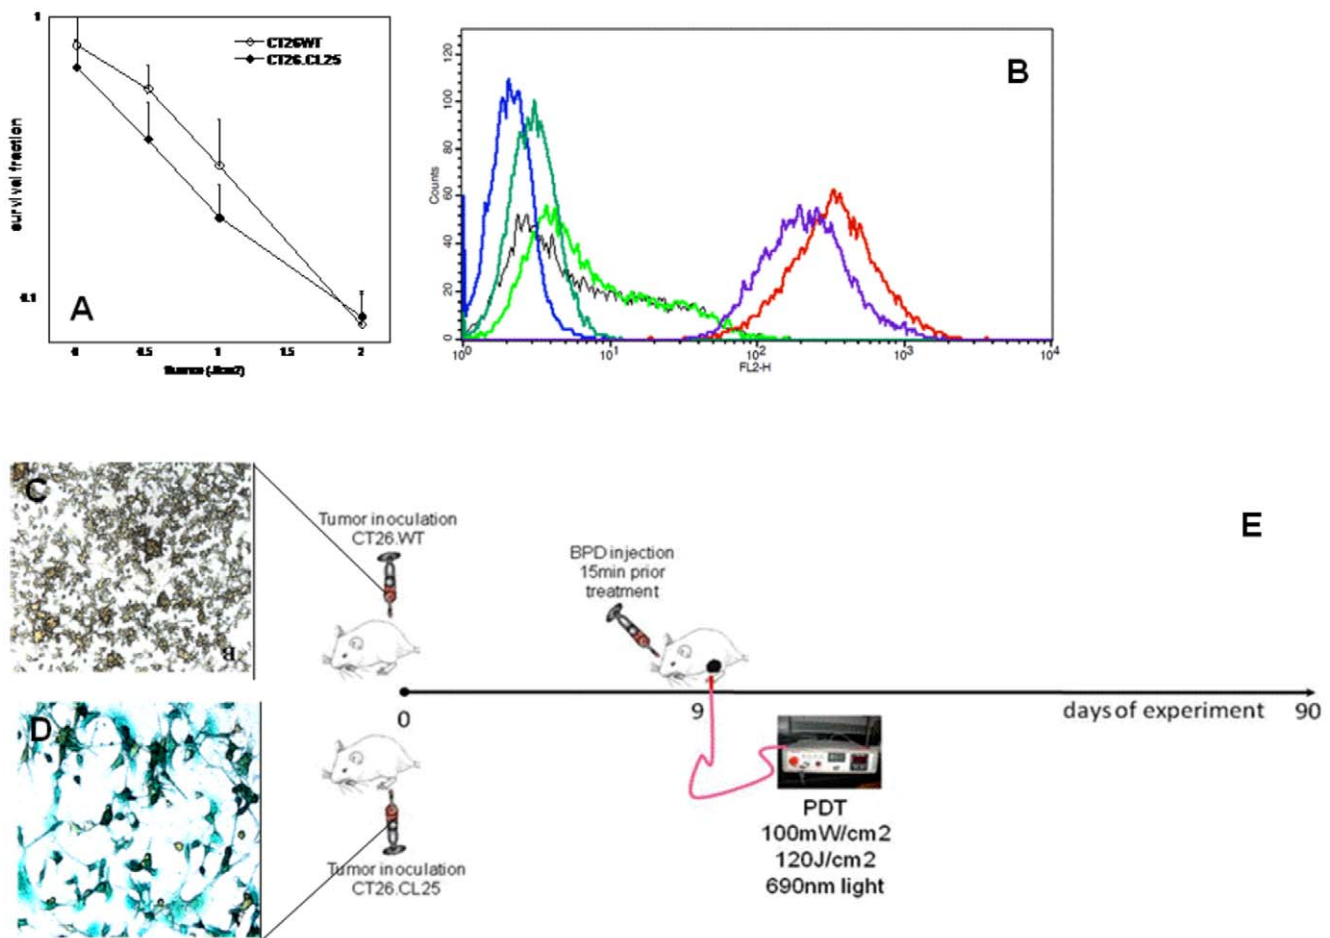 1
CT26WT
CT26.CL25
survival fraction
0.1
A
0
0.5
1
1.5
2
fluence (J/cm2)
B
120
100
80
60
40
20
0
Counts
10^0
10^1
10^2
10^3
10^4
FL2-H
C
B
D
E
Tumor inoculation
CT26.WT
BPD injection
15min prior
treatment
0
9
days of experiment
90
Tumor inoculation
CT26.CL25
PDT
100mW/cm2
120J/cm2
690nm light